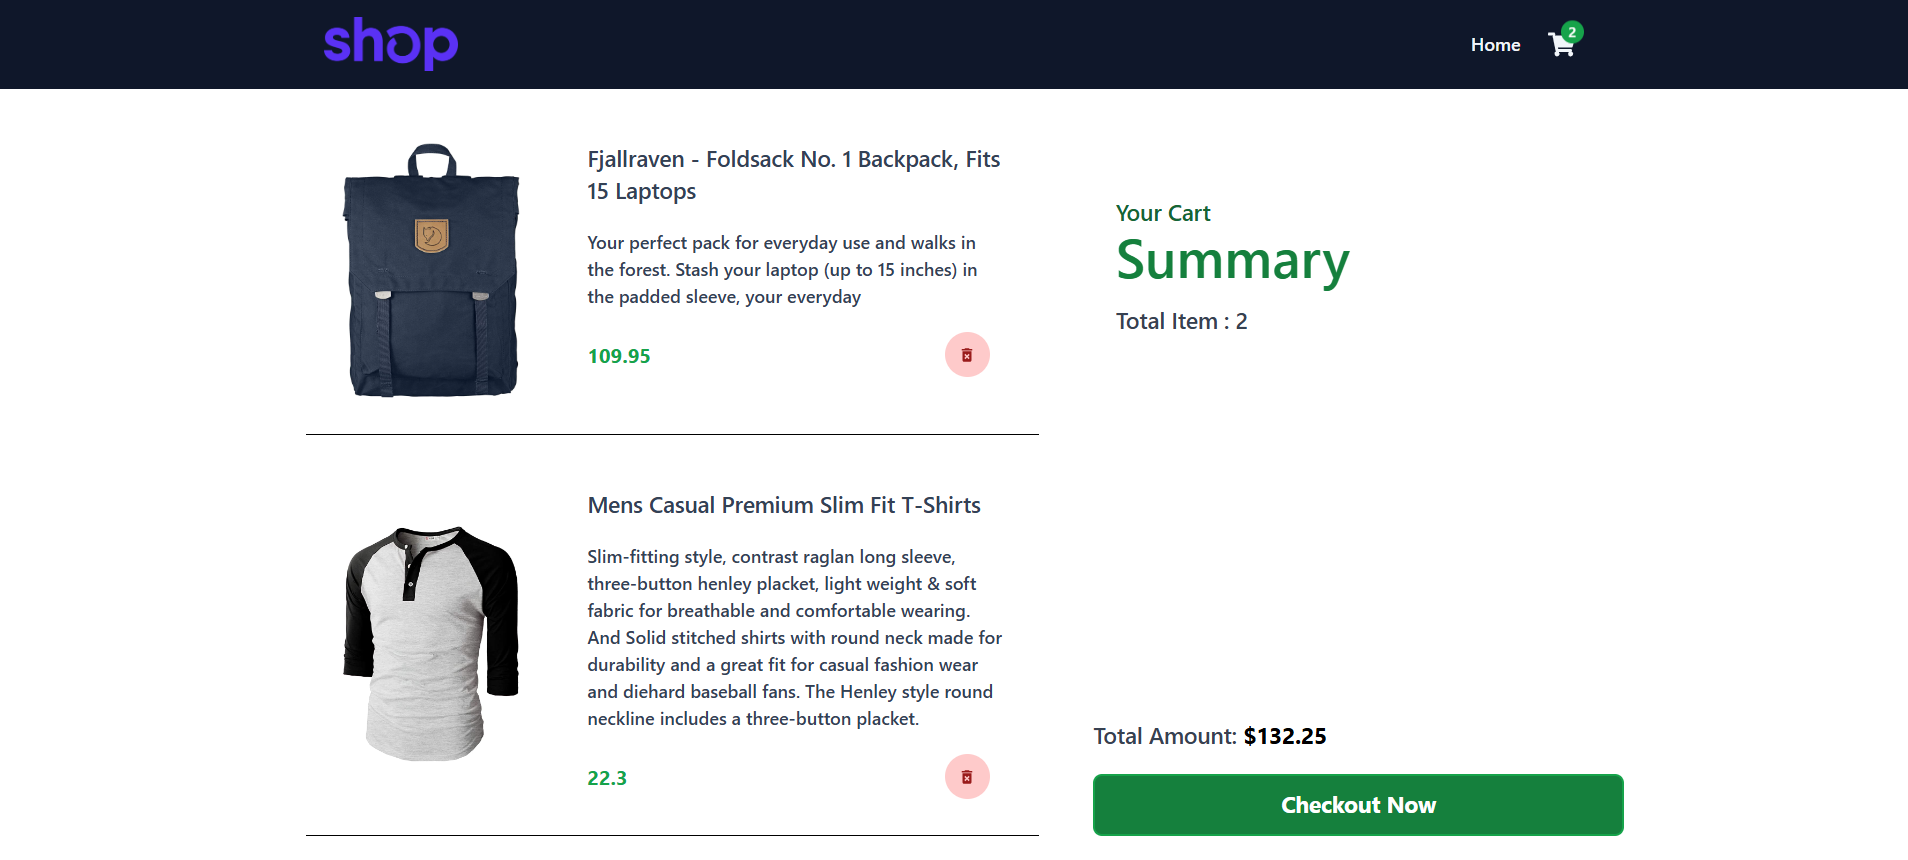 shop
Home
2
Fjallraven - Foldsack No. 1 Backpack, Fits
15 Laptops
Your perfect pack for everyday use and walks in
the forest. Stash your laptop (up to 15 inches) in
the padded sleeve, your everyday
109.95
Mens Casual Premium Slim Fit T-Shirts
Slim-fitting style, contrast raglan long sleeve,
three-button henley placket, light weight & soft
fabric for breathable and comfortable wearing.
And Solid stitched shirts with round neck made for
durability and a great fit for casual fashion wear
and diehard baseball fans. The Henley style round
neckline includes a three-button placket.
22.3
Your Cart
Summary
Total Item : 2
Total Amount: $132.25
Checkout Now